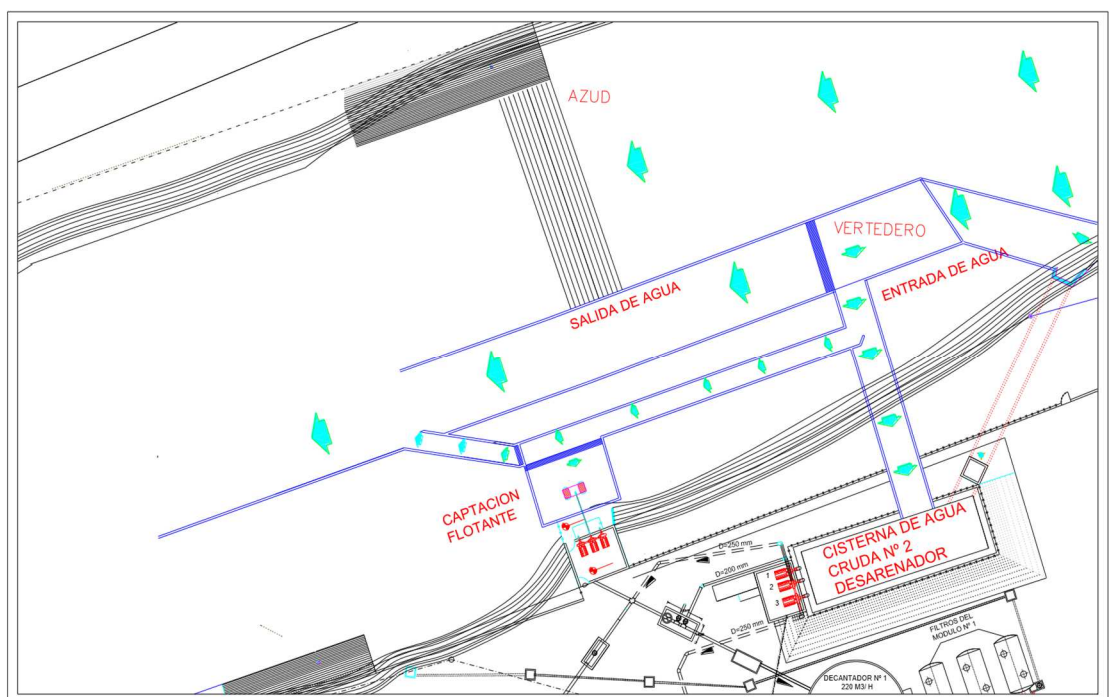 AZUD
VERTEDERO
ENTRADA DE AGUA
SALIDA DE AGUA
CAPTACION
FLOTANTE
CISTERNA DE AGUA
CRUDA Nº 2
DESARENADOR
D=250 mm
D=200 mm
1
2
3
D=250 mm
FILTROS DEL
MODULO Nº 1
DECANTADOR Nº 1
220 M3/ H